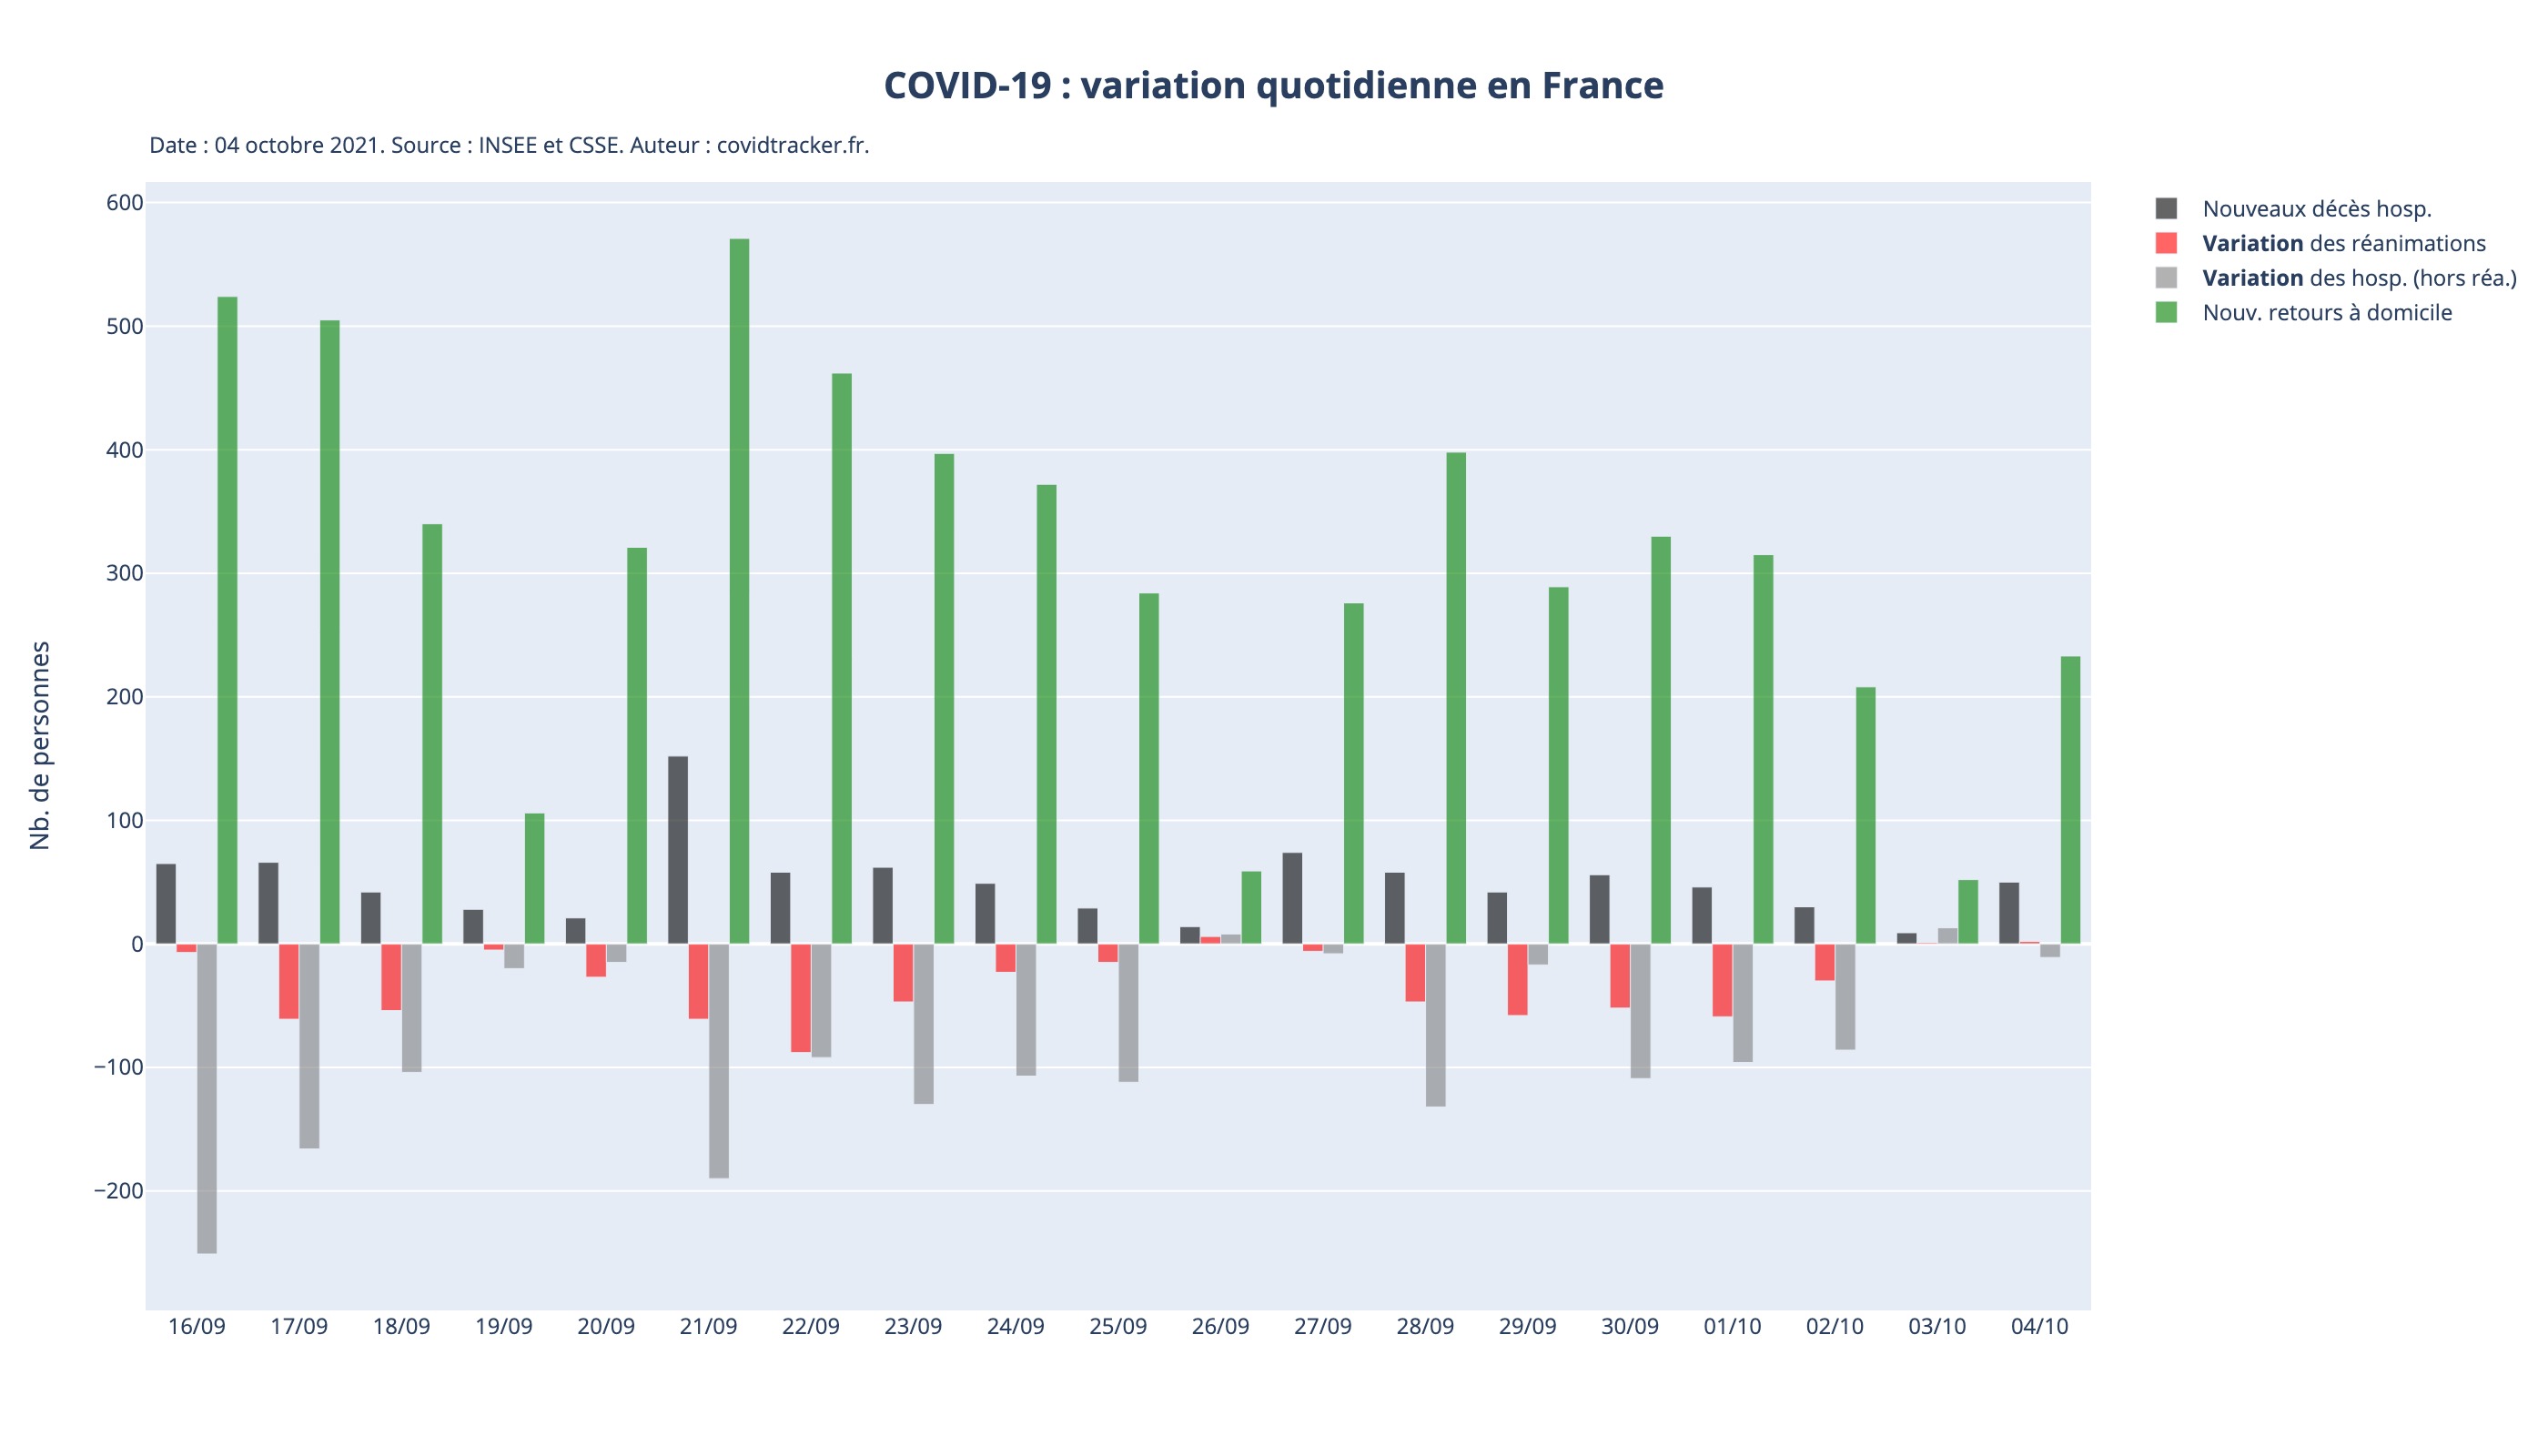 COVID-19 : variation quotidienne en France
Date : 04 octobre 2021. Source : INSEE et CSSE. Auteur : covidtracker.fr.
Nb. de personnes
600
500
400
300
200
100
0
−100
−200
16/09 17/09 18/09 19/09 20/09 21/09 22/09 23/09 24/09 25/09 26/09 27/09 28/09 29/09 30/09 01/10 02/10 03/10 04/10
Nouveaux décès hosp.
Variation des réanimations
Variation des hosp. (hors réa.)
Nouv. retours à domicile